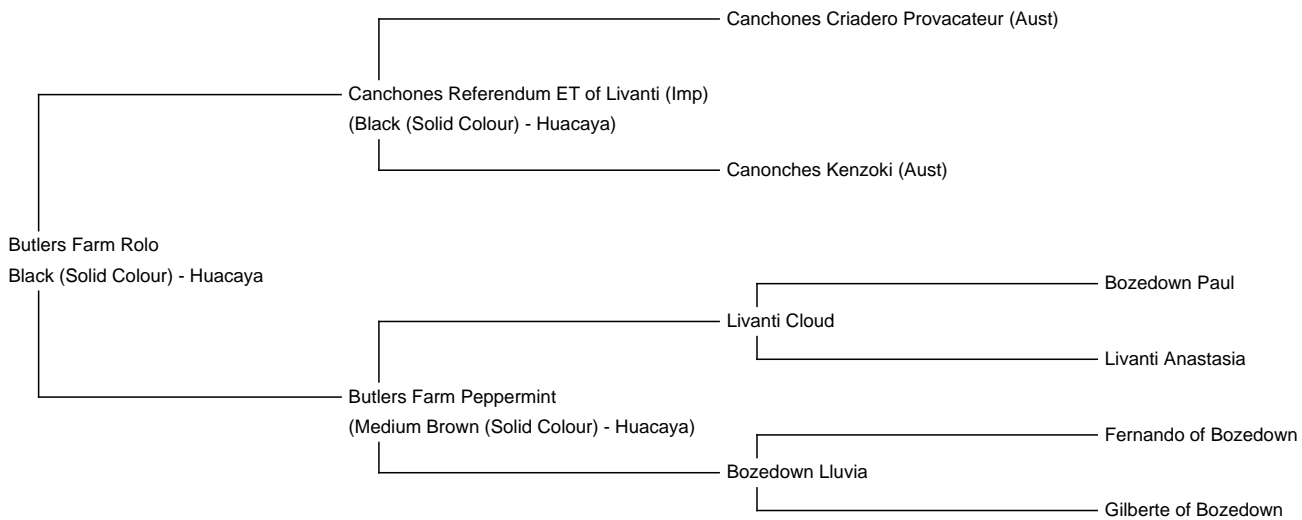 Canchones Criadero Provacateur (Aust)
Canchones Referendum ET of Livanti (Imp)
(Black (Solid Colour) - Huacaya)
Canonches Kenzoki (Aust)
Butlers Farm Rolo
Black (Solid Colour) - Huacaya
Bozedown Paul
Livanti Cloud
Livanti Anastasia
Butlers Farm Peppermint
(Medium Brown (Solid Colour) - Huacaya)
Fernando of Bozedown
Bozedown Lluvia
Gilberte of Bozedown